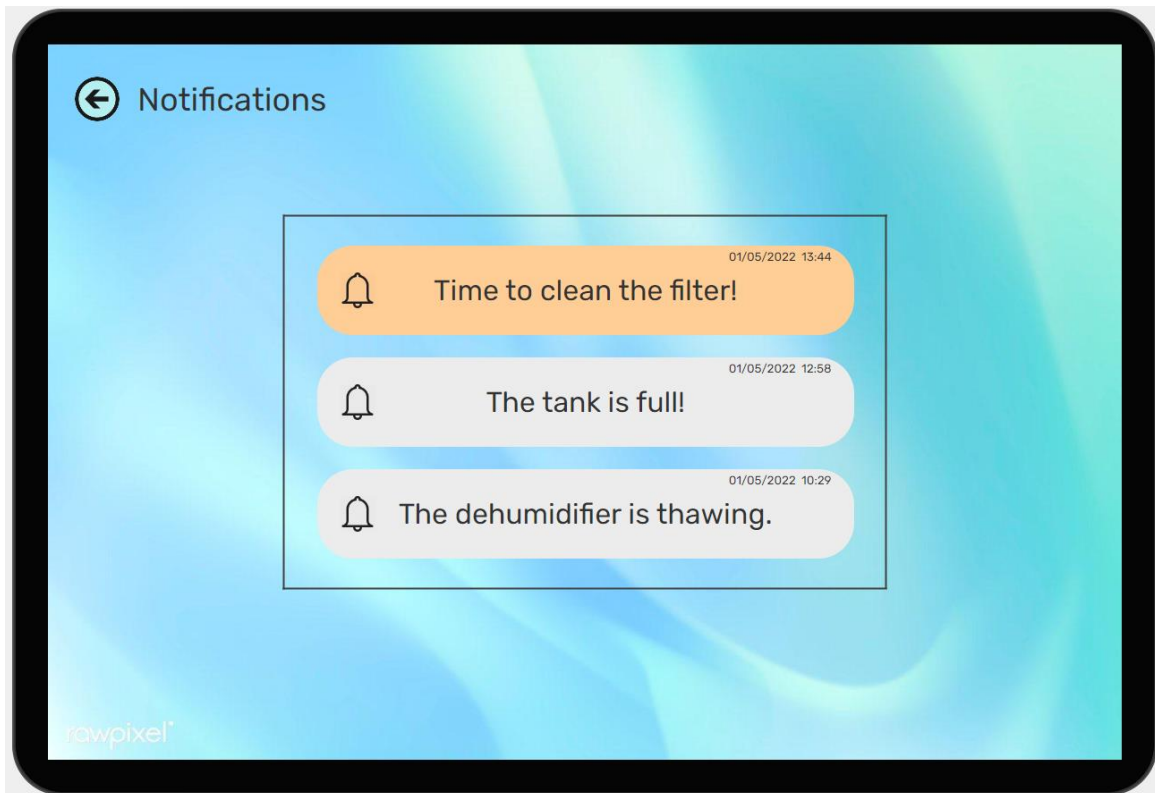 Notifications
01/05/2022 13:44
Time to clean the filter!
01/05/2022 12:58
The tank is full!
01/05/2022 10:29
The dehumidifier is thawing.
rawpixel